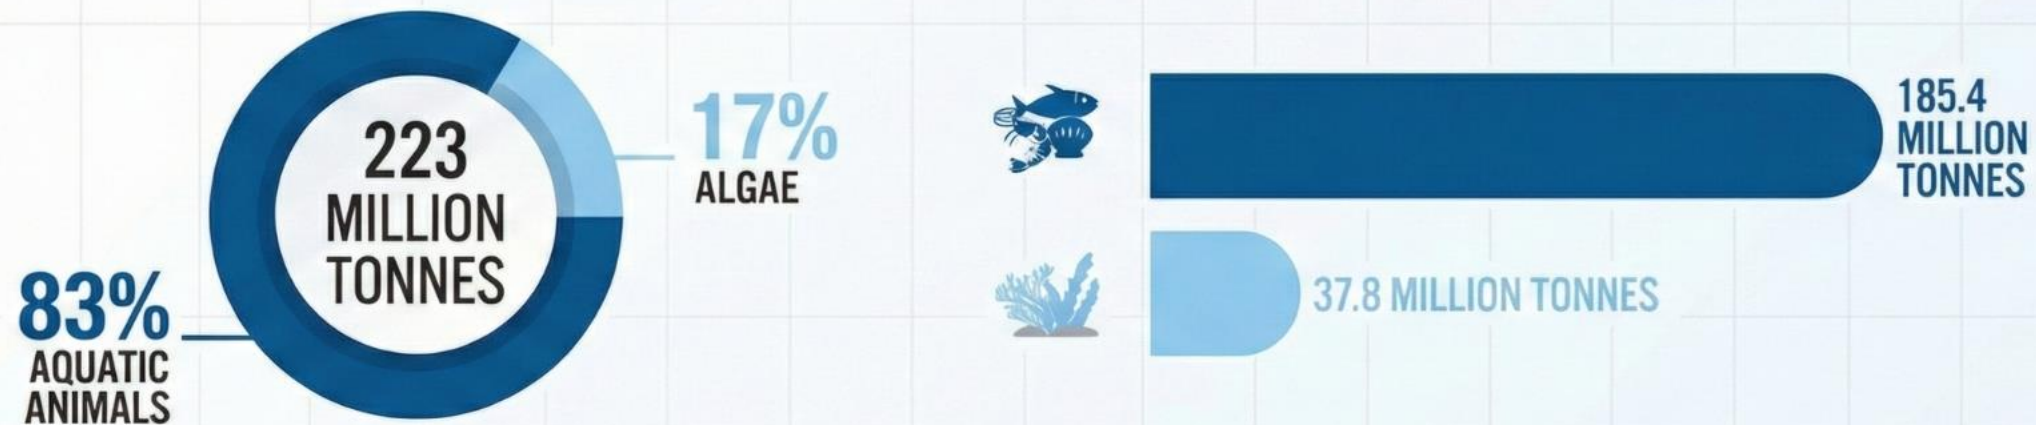 223
MILLION
TONNES
17%
ALGAE
83%
AQUATIC
ANIMALS
185.4
MILLION
TONNES
37.8 MILLION TONNES